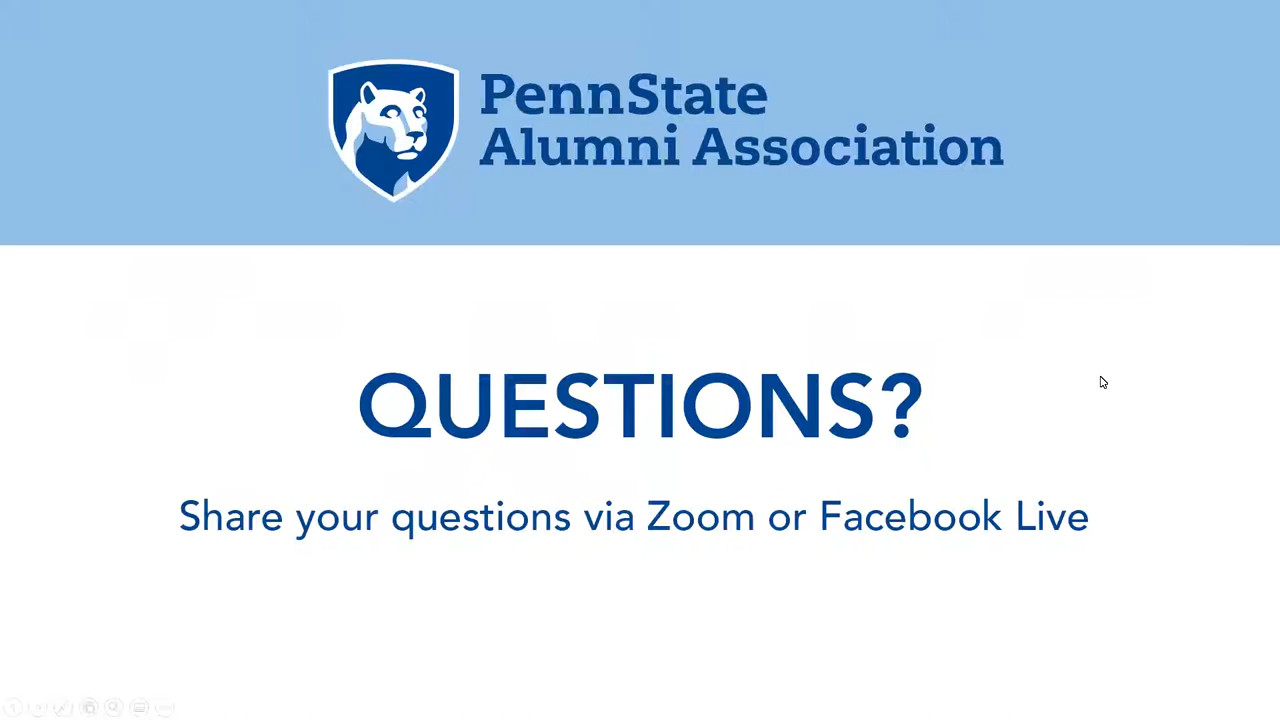 PennState
Alumni Association
QUESTIONS?
Share your questions via Zoom or Facebook Live